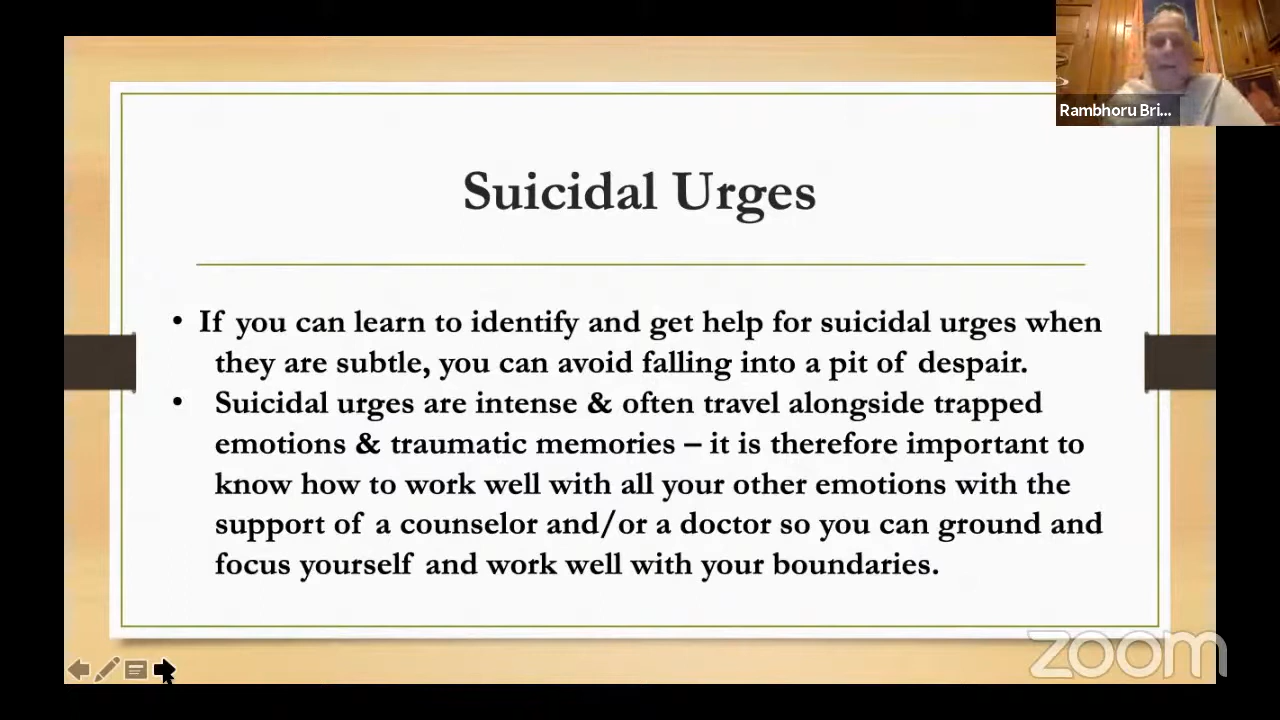 Rambhoru Bri...
Suicidal Urges
• If you can learn to identify and get help for suicidal urges when
they are subtle, you can avoid falling into a pit of despair.
• Suicidal urges are intense & often travel alongside trapped
emotions & traumatic memories – it is therefore important to
know how to work well with all your other emotions with the
support of a counselor and/or a doctor so you can ground and
focus yourself and work well with your boundaries.
zoom